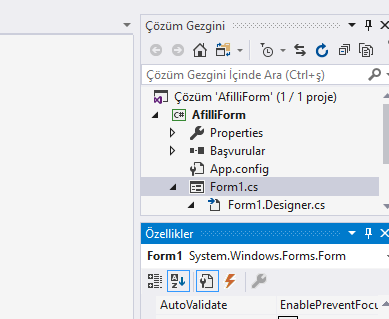 Çözüm Gezgini
Çözüm Gezgini İçinde Ara (Ctrl+ş)
Çözüm 'AfilliForm' (1 / 1 proje)
C# AfilliForm
Properties
Başvurular
App.config
Form1.cs
Form1.Designer.cs
Özellikler
Form1 System.Windows.Forms.Form
AutoValidate EnablePreventFocu